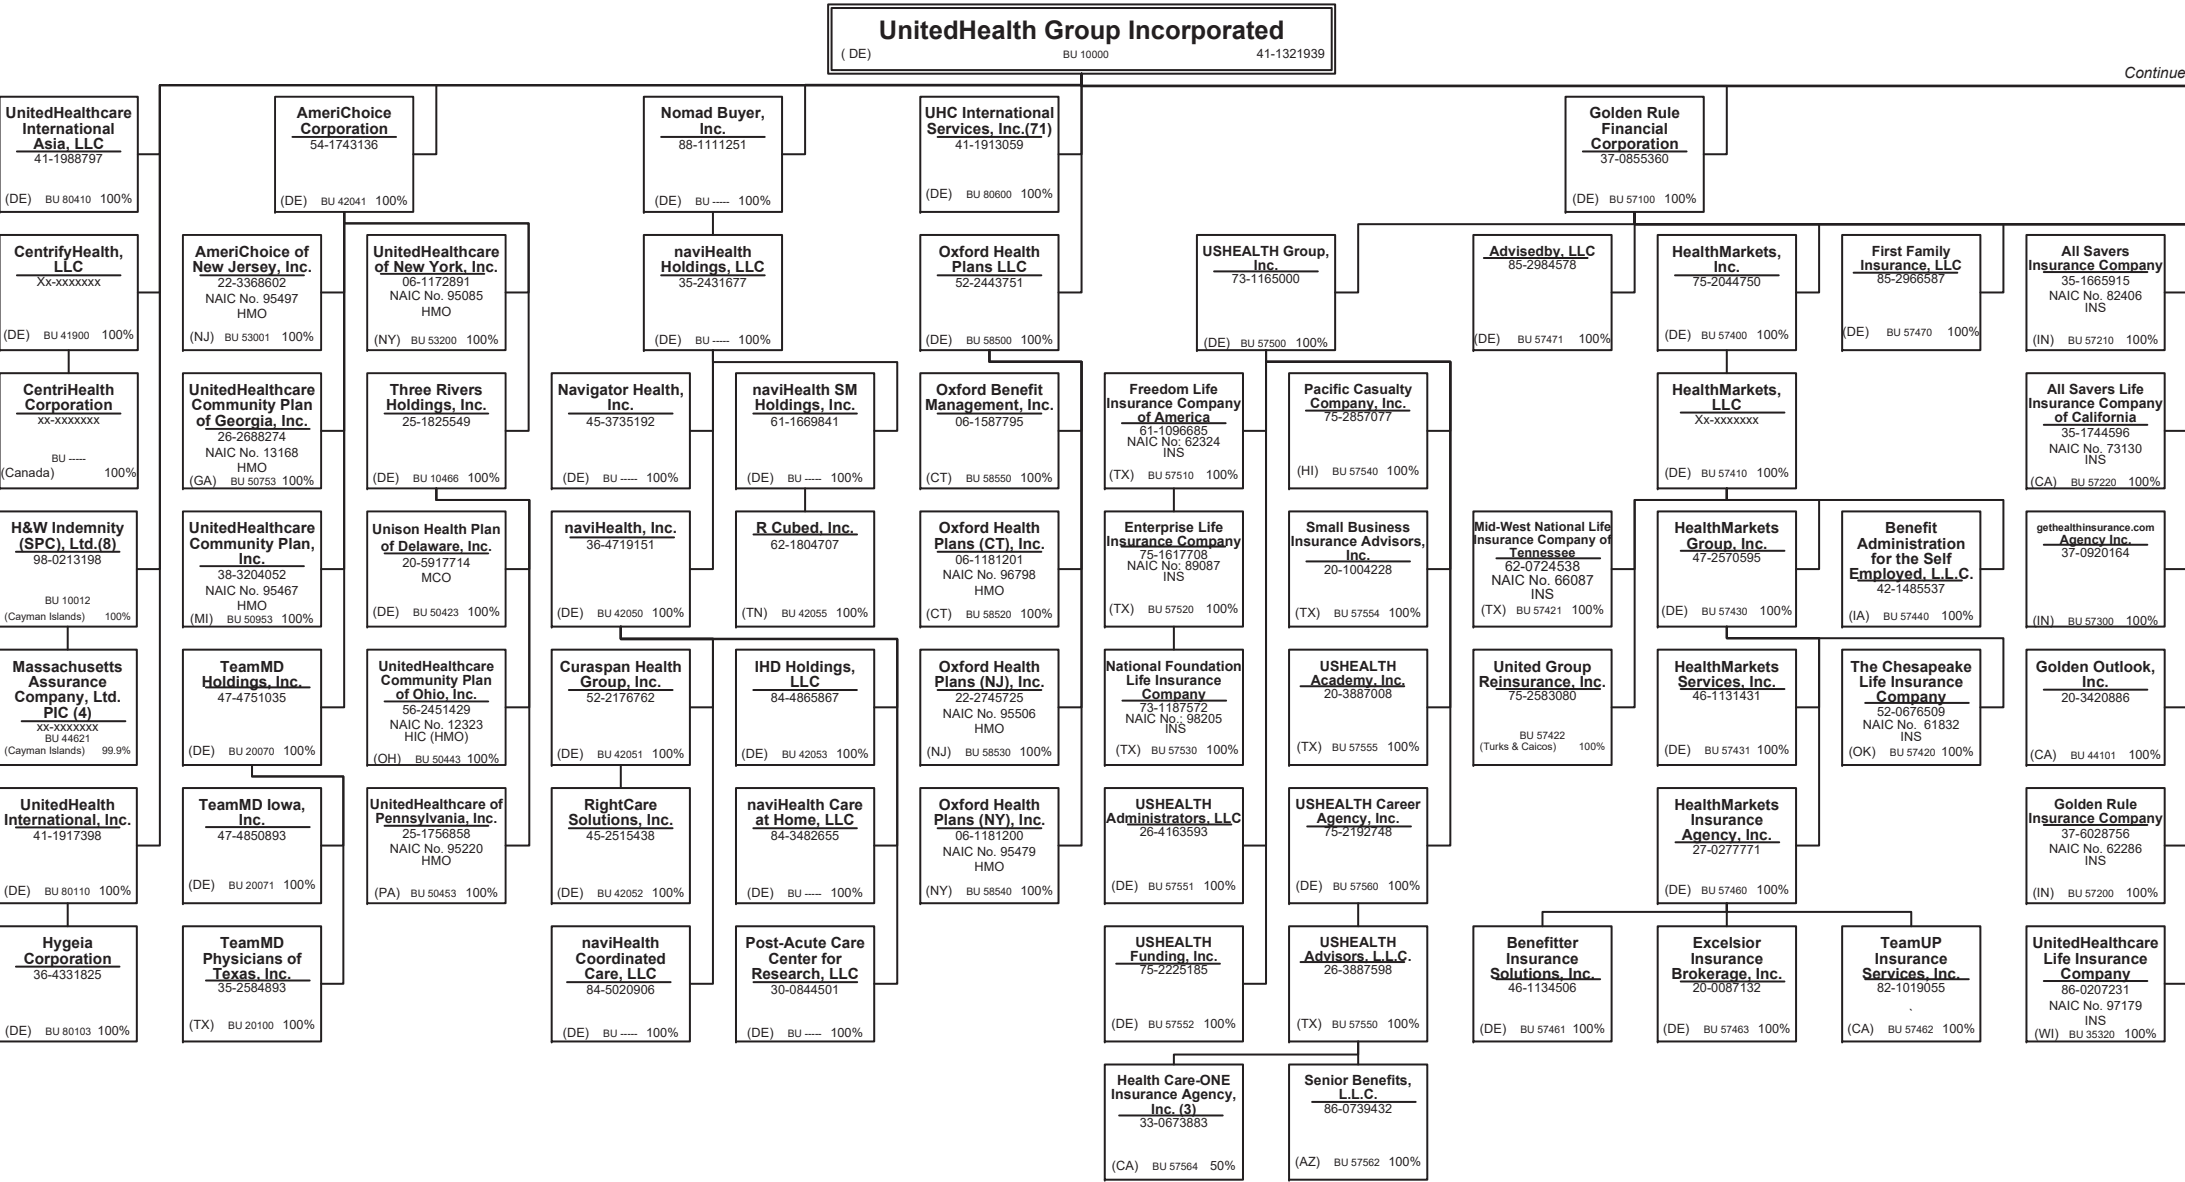 UnitedHealth Group Incorporated
( DE) BU 10000 41-1321939
Continue
UnitedHealthcare
International
Asia, LLC
41-1988797
(DE) BU 80410 100%
AmeriChoice
Corporation
54-1743136
(DE) BU 42041 100%
Nomad Buyer,
Inc.
88-1111251
(DE) BU ----- 100%
UHC International
Services, Inc.(71)
41-1913059
(DE) BU 80600 100%
Golden Rule
Financial
Corporation
37-0855360
(DE) BU 57100 100%
CentrifyHealth,
LLC
Xx-xxxxxxx
(DE) BU 41900 100%
AmeriChoice of
New Jersey, Inc.
22-3368602
NAIC No. 95497
HMO
(NJ) BU 53001 100%
UnitedHealthcare
of New York, Inc.
06-1172891
NAIC No. 95085
HMO
(NY) BU 53200 100%
naviHealth
Holdings, LLC
35-2431677
(DE) BU ----- 100%
Oxford Health
Plans LLC
52-2443751
(DE) BU 58500 100%
USHEALTH Group,
Inc.
73-1165000
(DE) BU 57500 100%
Advisedby, LLC
85-2984578
(DE) BU 57471 100%
HealthMarkets,
Inc.
75-2044750
(DE) BU 57400 100%
First Family
Insurance, LLC
85-2966587
(DE) BU 57470 100%
All Savers
Insurance Company
35-1665915
NAIC No. 82406
INS
(IN) BU 57210 100%
CentriHealth
Corporation
xx-xxxxxxx
BU -----
(Canada) 100%
UnitedHealthcare
Community Plan
of Georgia, Inc.
26-2688274
NAIC No. 13168
HMO
(GA) BU 50753 100%
Three Rivers
Holdings, Inc.
25-1825549
(DE) BU 10466 100%
Navigator Health,
Inc.
45-3735192
(DE) BU ----- 100%
naviHealth SM
Holdings, Inc.
61-1669841
(DE) BU ----- 100%
Oxford Benefit
Management, Inc.
06-1587795
(CT) BU 58550 100%
Freedom Life
Insurance Company
of America
61-1096685
NAIC No: 62324
INS
(TX) BU 57510 100%
Pacific Casualty
Company, Inc.
75-2857077
(HI) BU 57540 100%
HealthMarkets,
LLC
Xx-xxxxxxx
(DE) BU 57410 100%
All Savers Life
Insurance Company
of California
35-1744596
NAIC No. 73130
INS
(CA) BU 57220 100%
H&W Indemnity
(SPC), Ltd.(8)
98-0213198
BU 10012
(Cayman Islands) 100%
UnitedHealthcare
Community Plan,
Inc.
38-3204052
NAIC No. 95467
HMO
(MI) BU 50953 100%
Unison Health Plan
of Delaware, Inc.
20-5917714
MCO
(DE) BU 50423 100%
naviHealth, Inc.
36-4719151
(DE) BU 42050 100%
R Cubed, Inc.
62-1804707
(TN) BU 42055 100%
Oxford Health
Plans (CT), Inc.
06-1181201
NAIC No. 96798
HMO
(CT) BU 58520 100%
Enterprise Life
Insurance Company
75-1617708
NAIC No: 89087
INS
(TX) BU 57520 100%
Small Business
Insurance Advisors,
Inc.
20-1004228
(TX) BU 57554 100%
Mid-West National Life
Insurance Company of
Tennessee
62-0724538
NAIC No. 66087
INS
(TX) BU 57421 100%
HealthMarkets
Group, Inc.
47-2570595
(DE) BU 57430 100%
Benefit
Administration
for the Self
Employed, L.L.C.
42-1485537
(IA) BU 57440 100%
gethealthinsurance.com
Agency Inc.
37-0920164
(IN) BU 57300 100%
Massachusetts
Assurance
Company, Ltd.
PIC (4)
xx-xxxxxxx
BU 44621
(Cayman Islands) 99.9%
TeamMD
Holdings, Inc.
47-4751035
(DE) BU 20070 100%
UnitedHealthcare
Community Plan
of Ohio, Inc.
56-2451429
NAIC No. 12323
HIC (HMO)
(OH) BU 50443 100%
Curaspan Health
Group, Inc.
52-2176762
(DE) BU 42051 100%
IHD Holdings,
LLC
84-4865867
(DE) BU 42053 100%
Oxford Health
Plans (NJ), Inc.
22-2745725
NAIC No. 95506
HMO
(NJ) BU 58530 100%
National Foundation
Life Insurance
Company
73-1187572
NAIC No.: 98205
INS
(TX) BU 57530 100%
USHEALTH
Academy, Inc.
20-3887008
(TX) BU 57555 100%
United Group
Reinsurance, Inc.
75-2583080
BU 57422
(Turks & Caicos) 100%
HealthMarkets
Services, Inc.
46-1131431
(DE) BU 57431 100%
The Chesapeake
Life Insurance
Company
52-0676509
NAIC No. 61832
INS
(OK) BU 57420 100%
Golden Outlook,
Inc.
20-3420886
(CA) BU 44101 100%
UnitedHealth
International, Inc.
41-1917398
(DE) BU 80110 100%
TeamMD Iowa,
Inc.
47-4850893
(DE) BU 20071 100%
UnitedHealthcare of
Pennsylvania, Inc.
25-1756858
NAIC No. 95220
HMO
(PA) BU 50453 100%
RightCare
Solutions, Inc.
45-2515438
(DE) BU 42052 100%
naviHealth Care
at Home, LLC
84-3482655
(DE) BU ----- 100%
Oxford Health
Plans (NY), Inc.
06-1181200
NAIC No. 95479
HMO
(NY) BU 58540 100%
USHEALTH
Administrators, LLC
26-4163593
(DE) BU 57551 100%
USHEALTH Career
Agency, Inc.
75-2192748
(DE) BU 57560 100%
HealthMarkets
Insurance
Agency, Inc.
27-0277771
(DE) BU 57460 100%
Golden Rule
Insurance Company
37-6028756
NAIC No. 62286
INS
(IN) BU 57200 100%
Hygeia
Corporation
36-4331825
(DE) BU 80103 100%
TeamMD
Physicians of
Texas, Inc.
35-2584893
(TX) BU 20100 100%
naviHealth
Coordinated
Care, LLC
84-5020906
(DE) BU ----- 100%
Post-Acute Care
Center for
Research, LLC
30-0844501
(DE) BU ----- 100%
USHEALTH
Funding, Inc.
75-2225185
(DE) BU 57552 100%
USHEALTH
Advisors, L.L.C.
26-3887598
(TX) BU 57550 100%
Benefitter
Insurance
Solutions, Inc.
46-1134506
(DE) BU 57461 100%
Excelsior
Insurance
Brokerage, Inc.
20-0087132
(DE) BU 57463 100%
TeamUP
Insurance
Services, Inc.
82-1019055
(CA) BU 57462 100%
UnitedHealthcare
Life Insurance
Company
86-0207231
NAIC No. 97179
INS
(WI) BU 35320 100%
Health Care-ONE
Insurance Agency,
Inc. (3)
33-0673883
(CA) BU 57564 50%
Senior Benefits,
L.L.C.
86-0739432
(AZ) BU 57562 100%